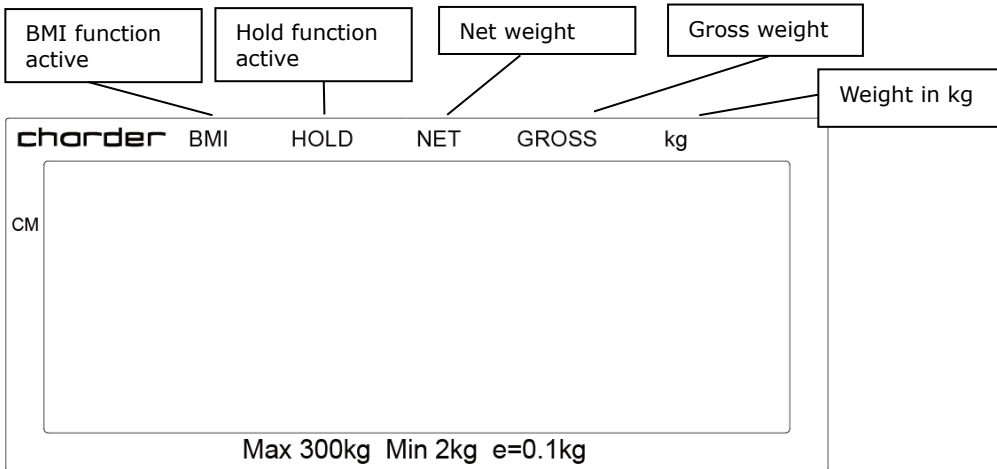 BMI function
active
Hold function
active
Net weight
Gross weight
Weight in kg
charder BMI HOLD NET GROSS kg
CM
Max 300kg Min 2kg e=0.1kg